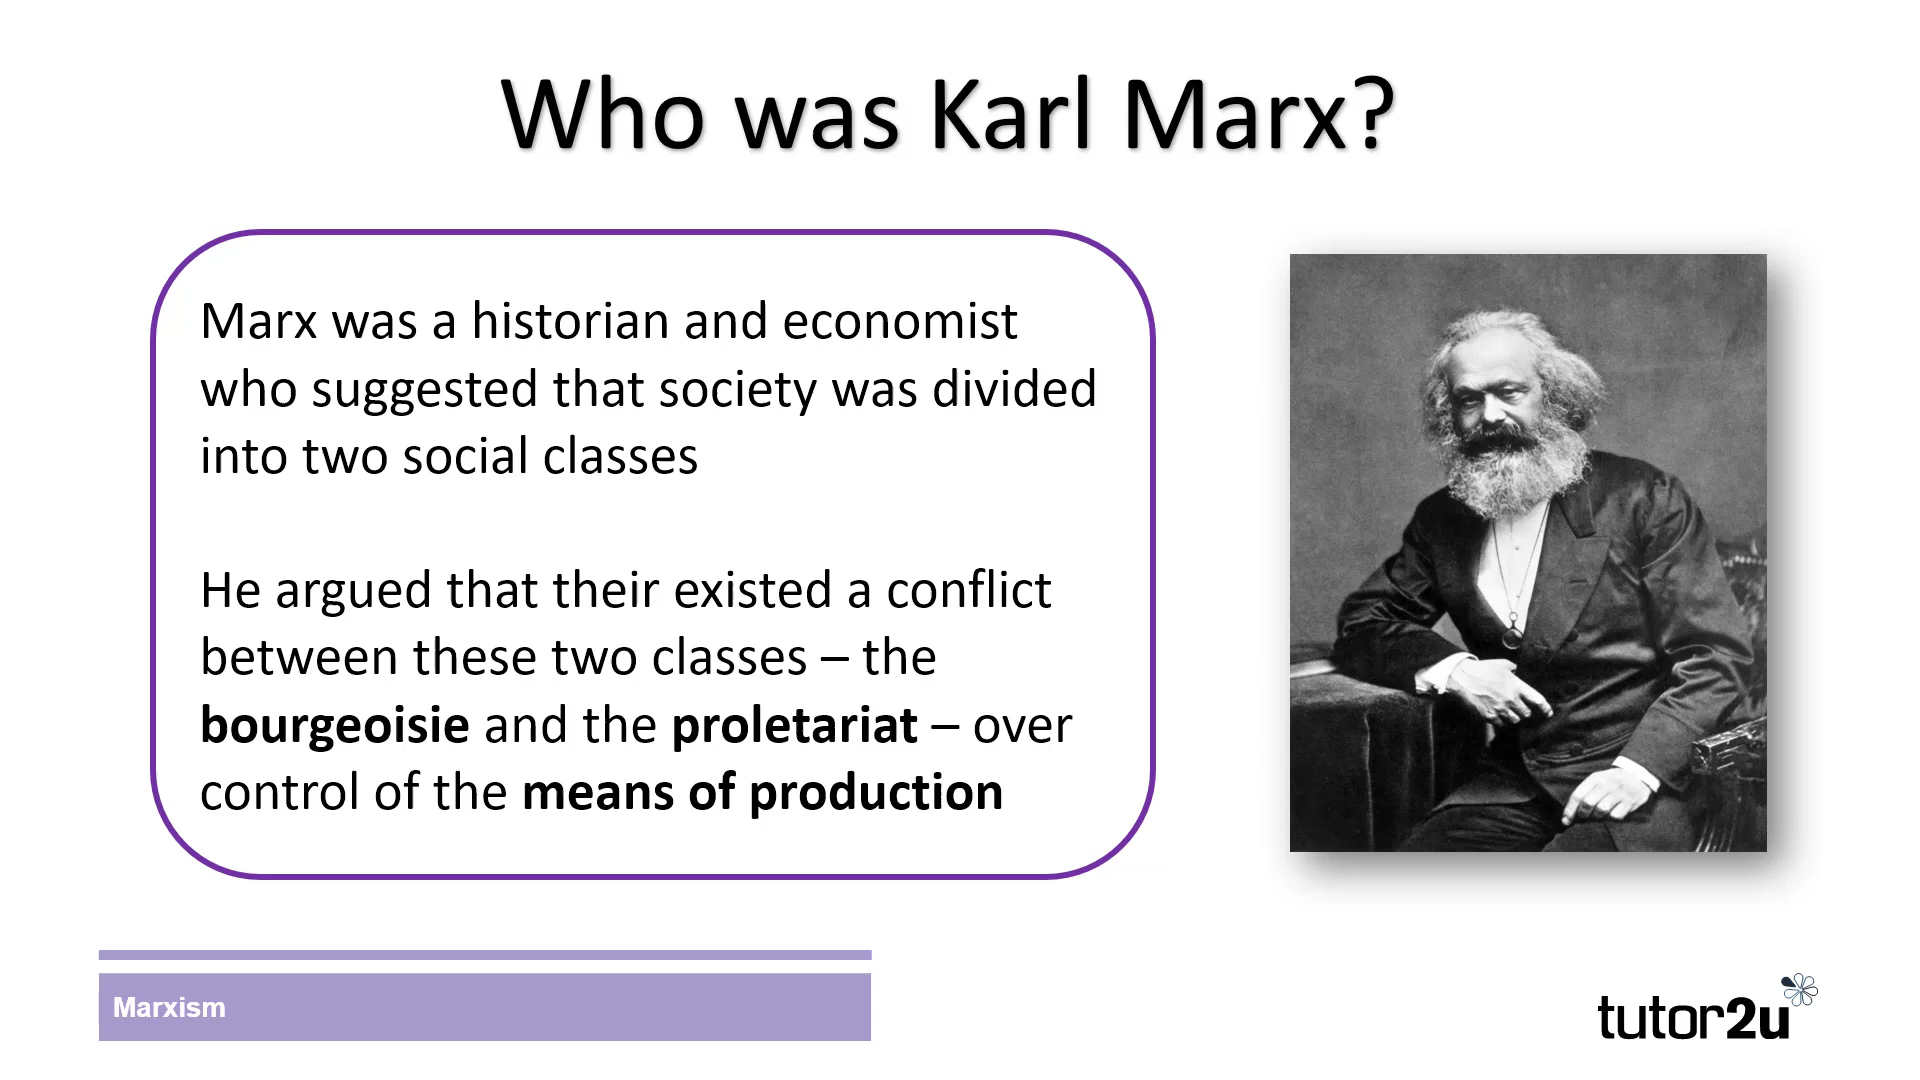 Who was Karl Marx?
Marx was a historian and economist
who suggested that society was divided
into two social classes
He argued that their existed a conflict
between these two classes – the
bourgeoisie and the proletariat – over
control of the means of production
Marxism
tutor2u